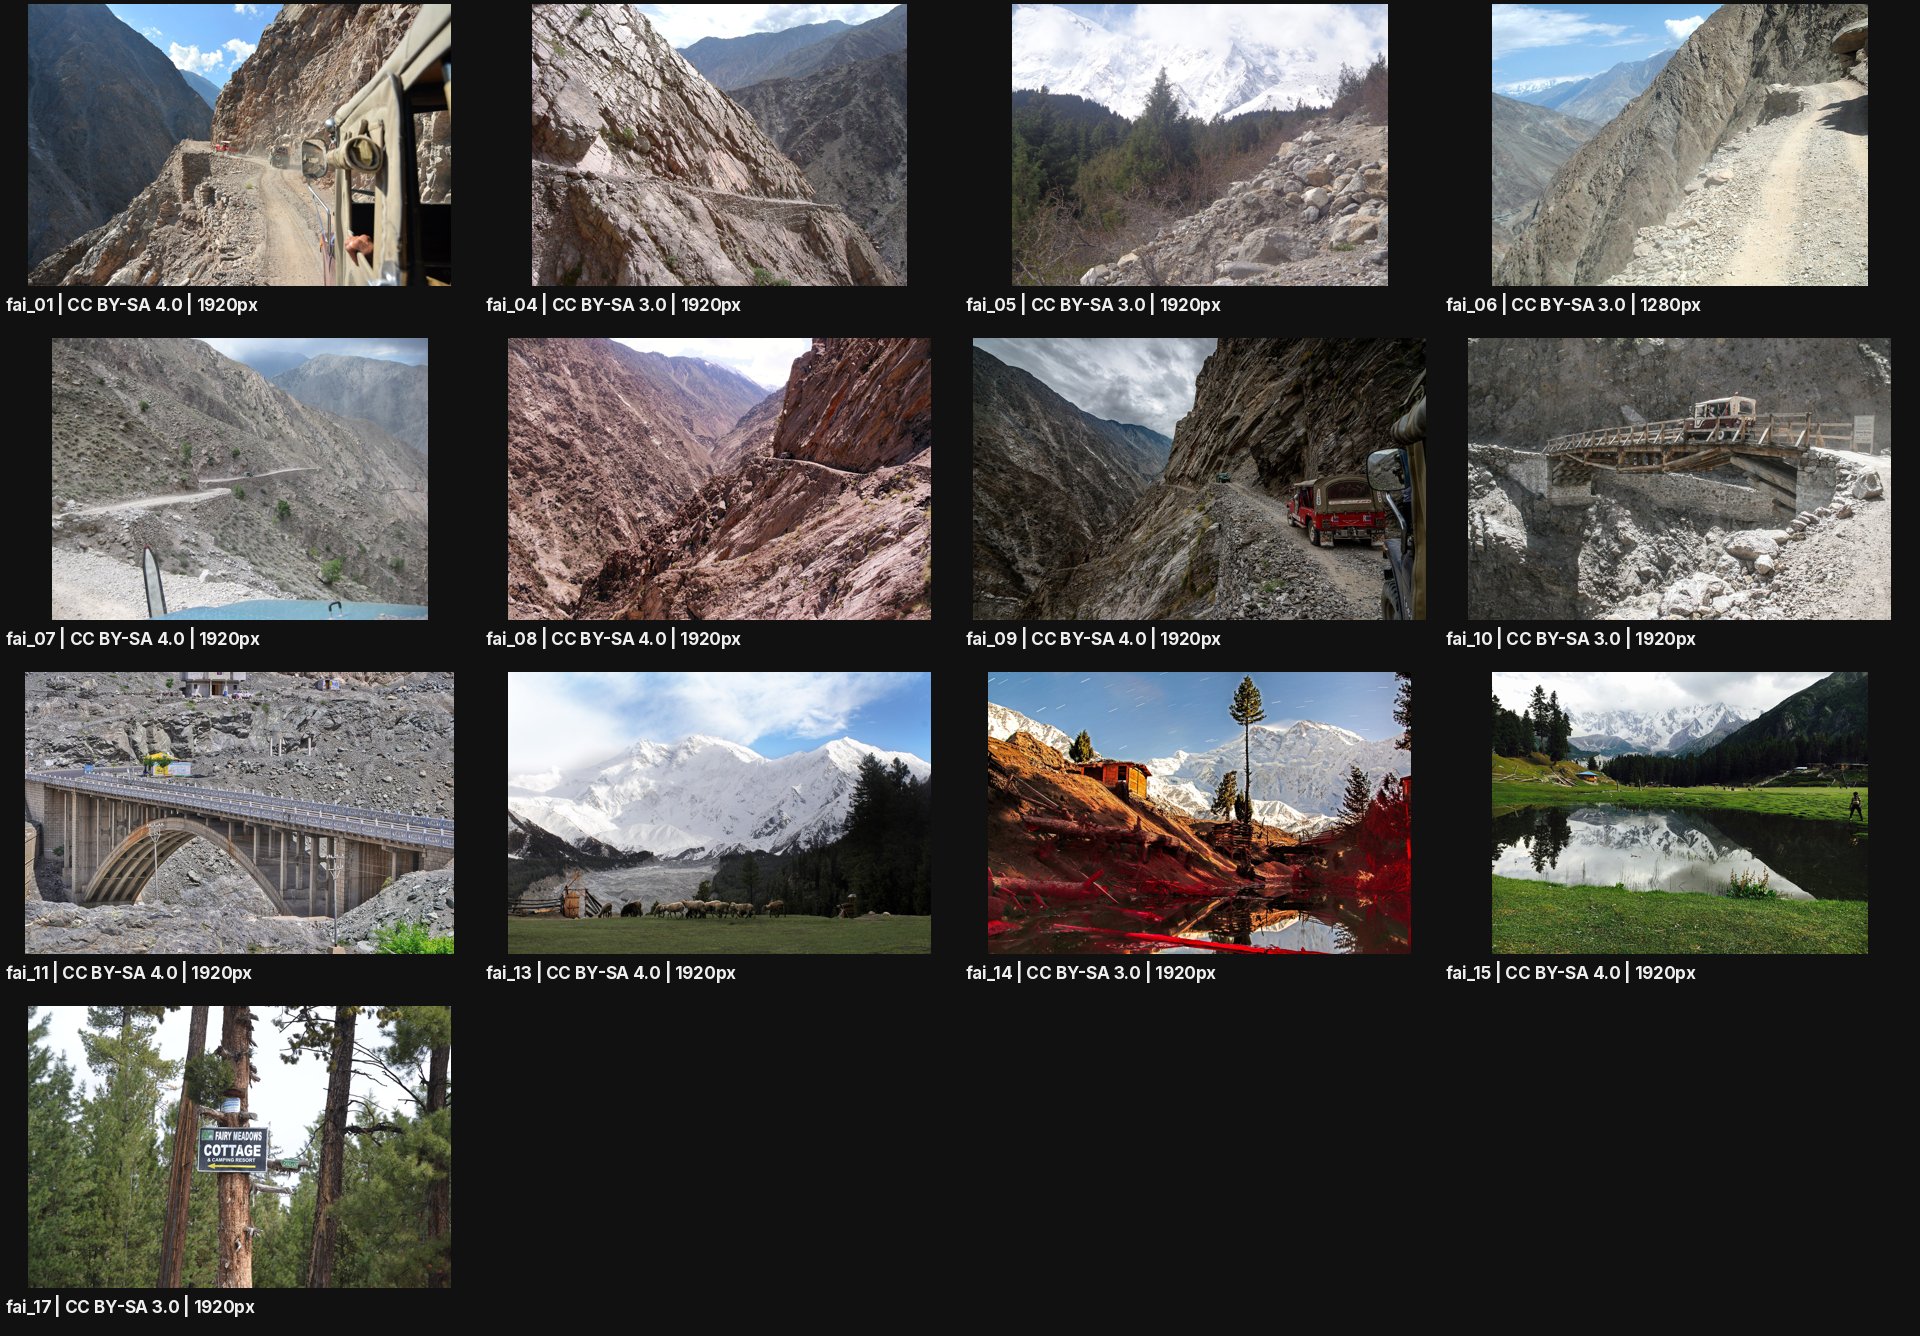 fai_01 | CC BY-SA 4.0 | 1920px
fai_04 | CC BY-SA 3.0 | 1920px
fai_05 | CC BY-SA 3.0 | 1920px
fai_06 | CC BY-SA 3.0 | 1280px
fai_07 | CC BY-SA 4.0 | 1920px
fai_08 | CC BY-SA 4.0 | 1920px
fai_09 | CC BY-SA 4.0 | 1920px
fai_10 | CC BY-SA 3.0 | 1920px
fai_11 | CC BY-SA 4.0 | 1920px
fai_13 | CC BY-SA 4.0 | 1920px
fai_14 | CC BY-SA 3.0 | 1920px
fai_15 | CC BY-SA 4.0 | 1920px
FAIRY MEADOWS
COTTAGE
& CAMPING RESORT
fai_17 | CC BY-SA 3.0 | 1920px